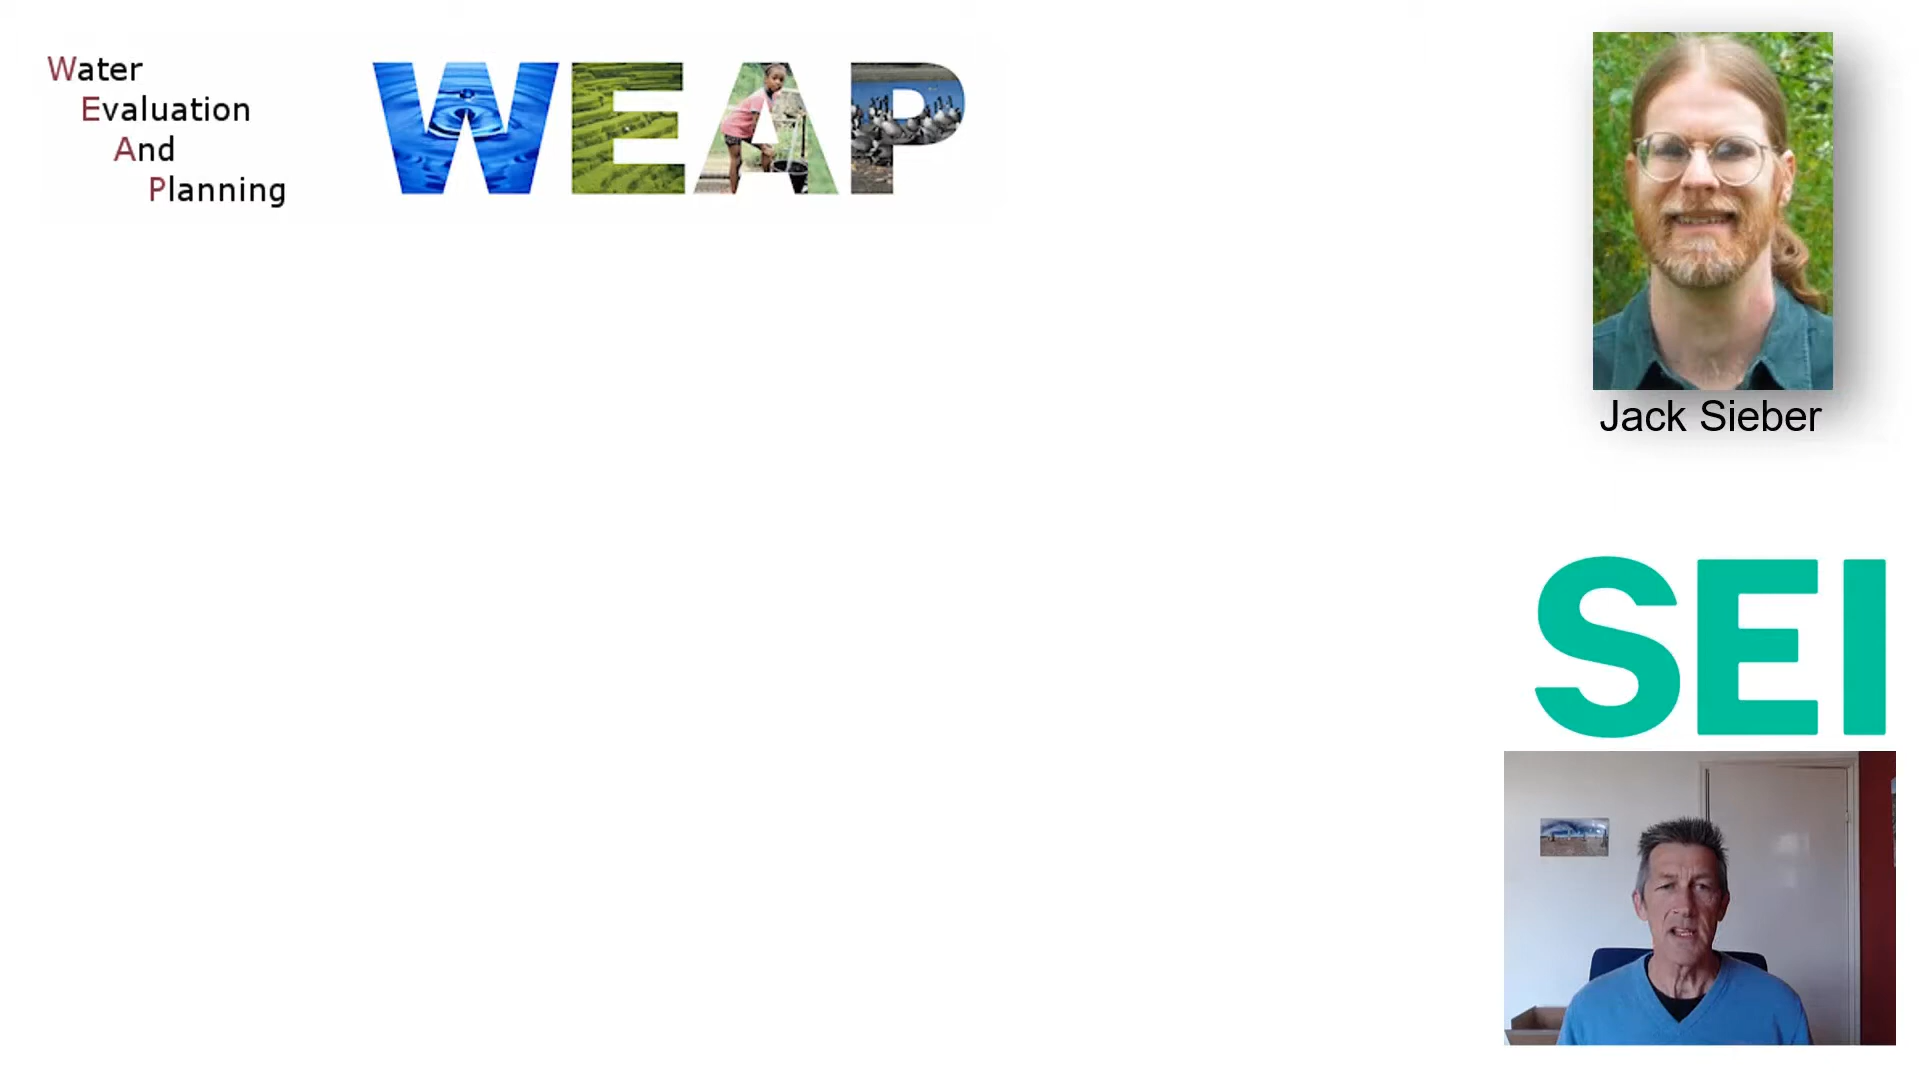 Water
Evaluation
And
Planning
WEAP
Jack Sieber
SEI